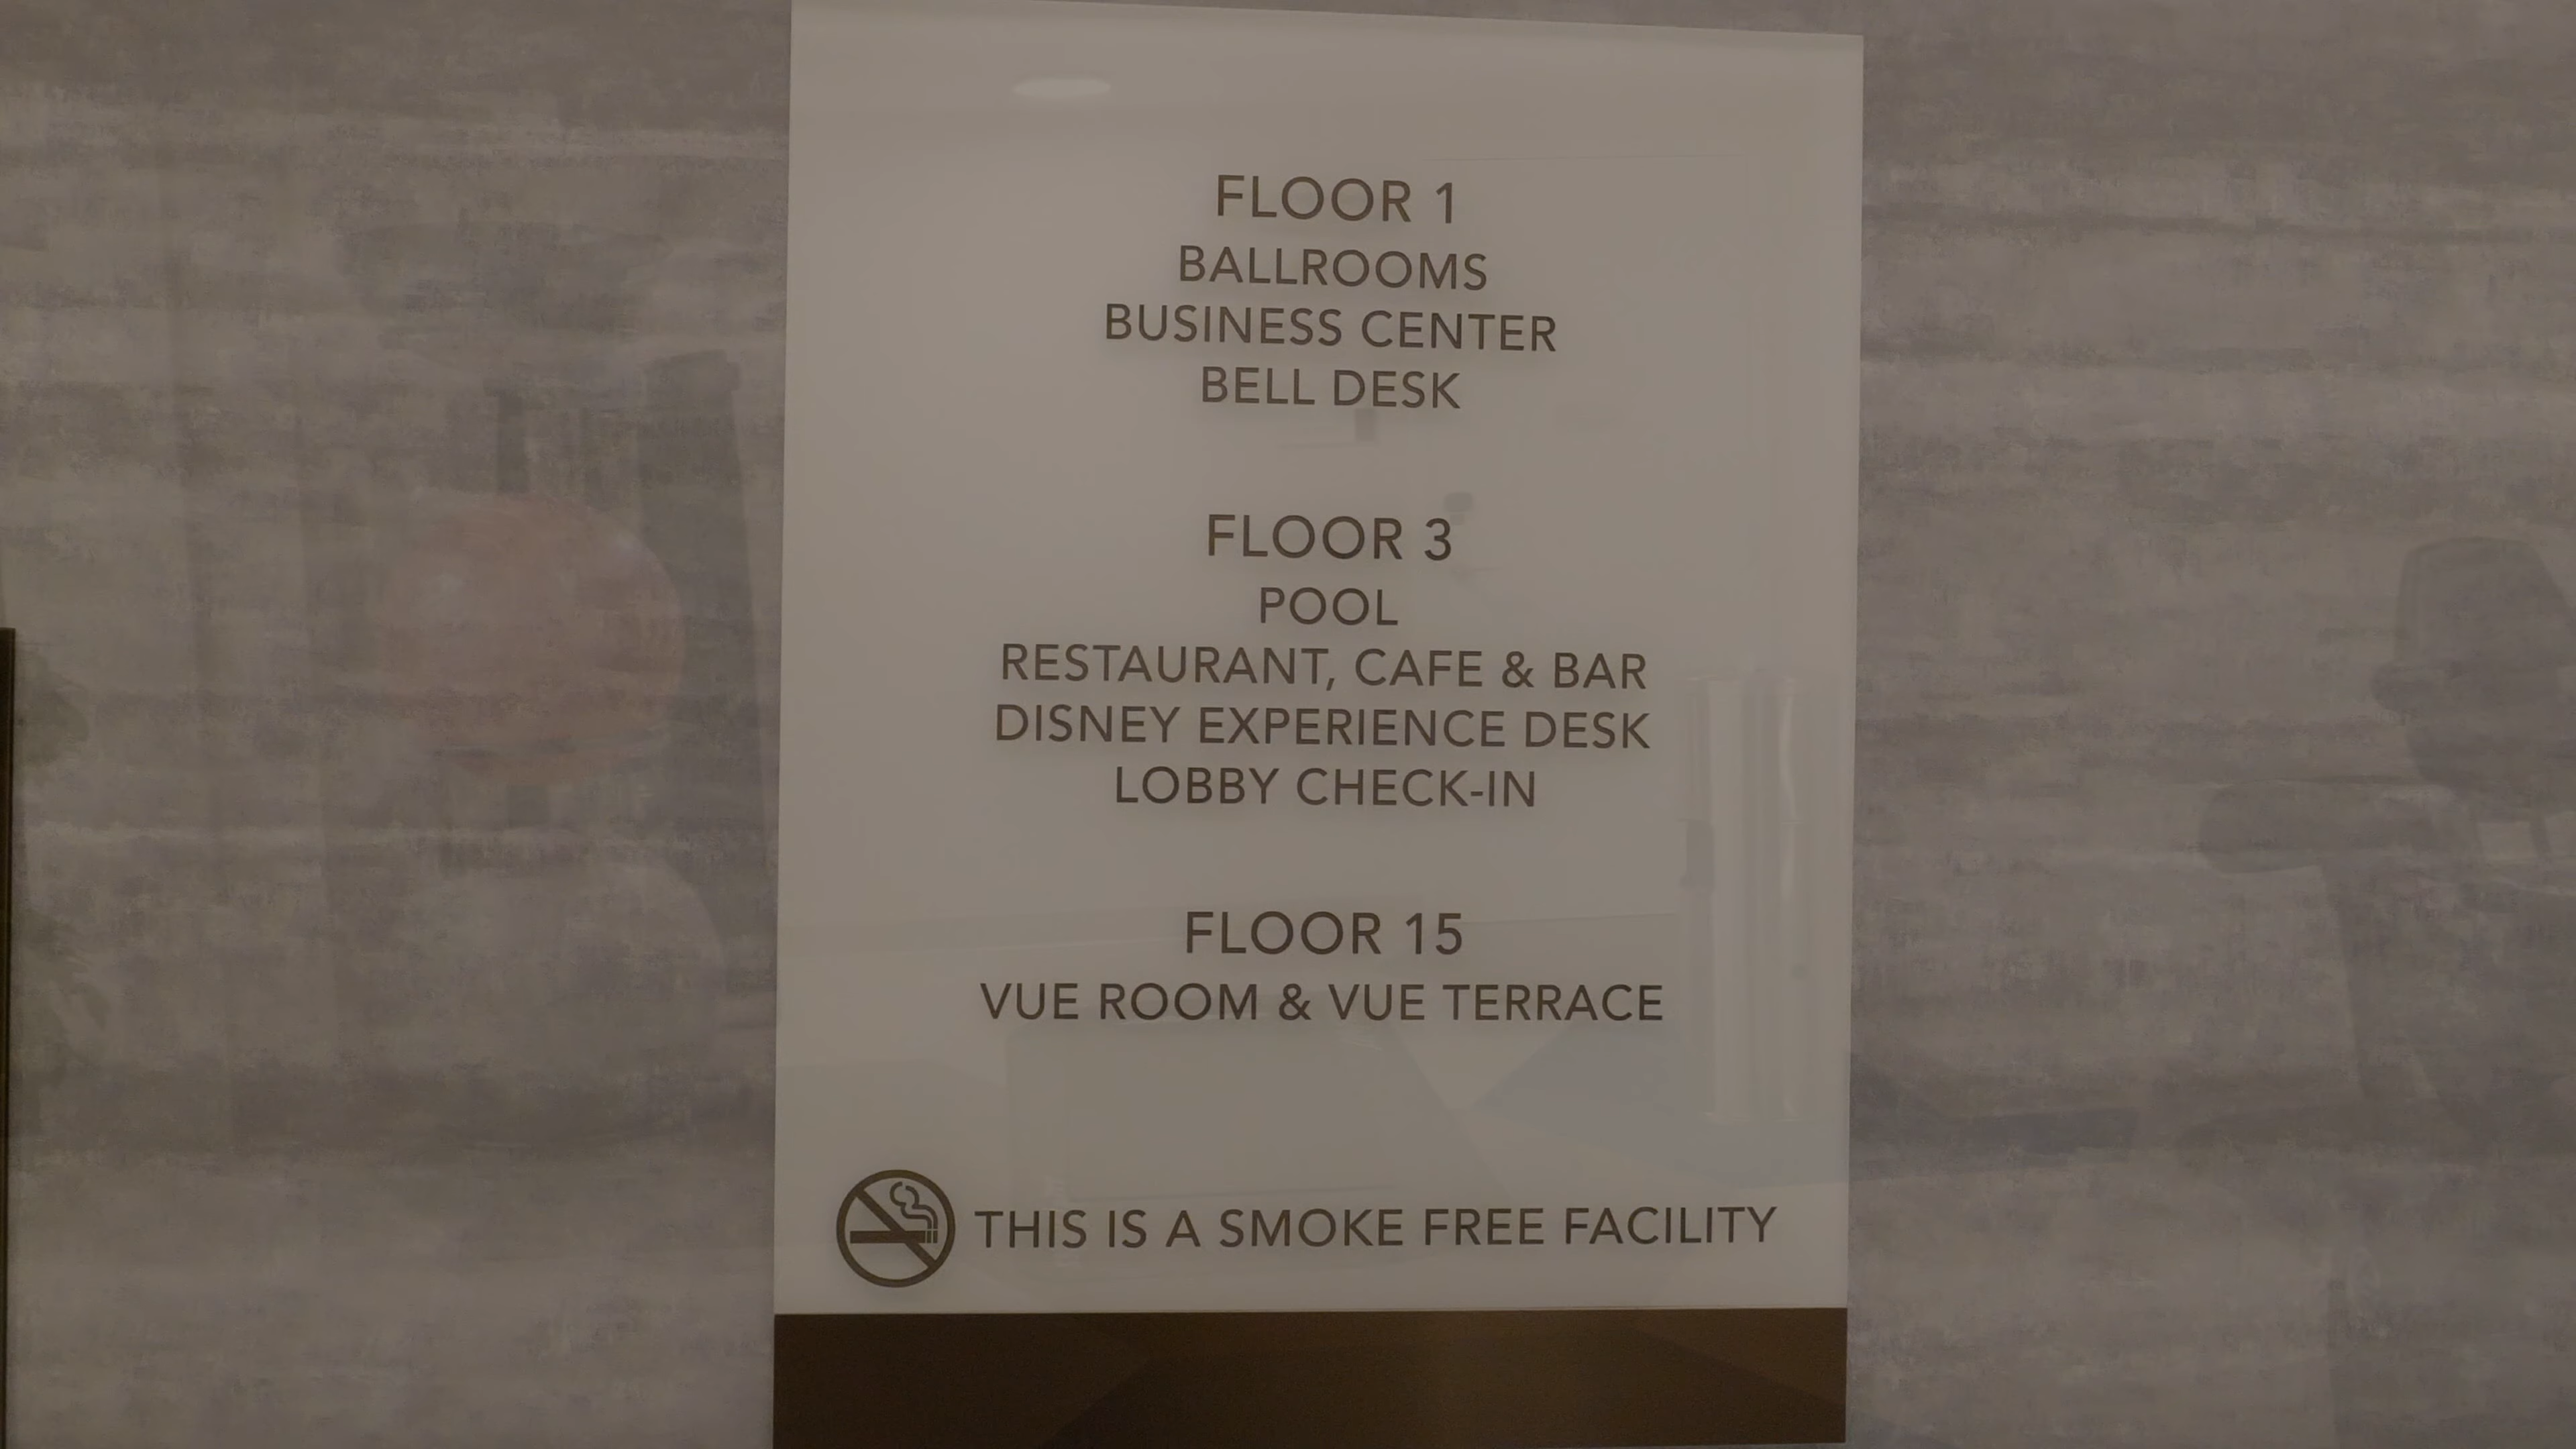 FLOOR 1
BALLROOMS
BUSINESS CENTER
BELL DESK
FLOOR 3
POOL
RESTAURANT, CAFE & BAR
DISNEY EXPERIENCE DESK
LOBBY CHECK-IN
FLOOR 15
VUE ROOM & VUE TERRACE
THIS IS A SMOKE FREE FACILITY